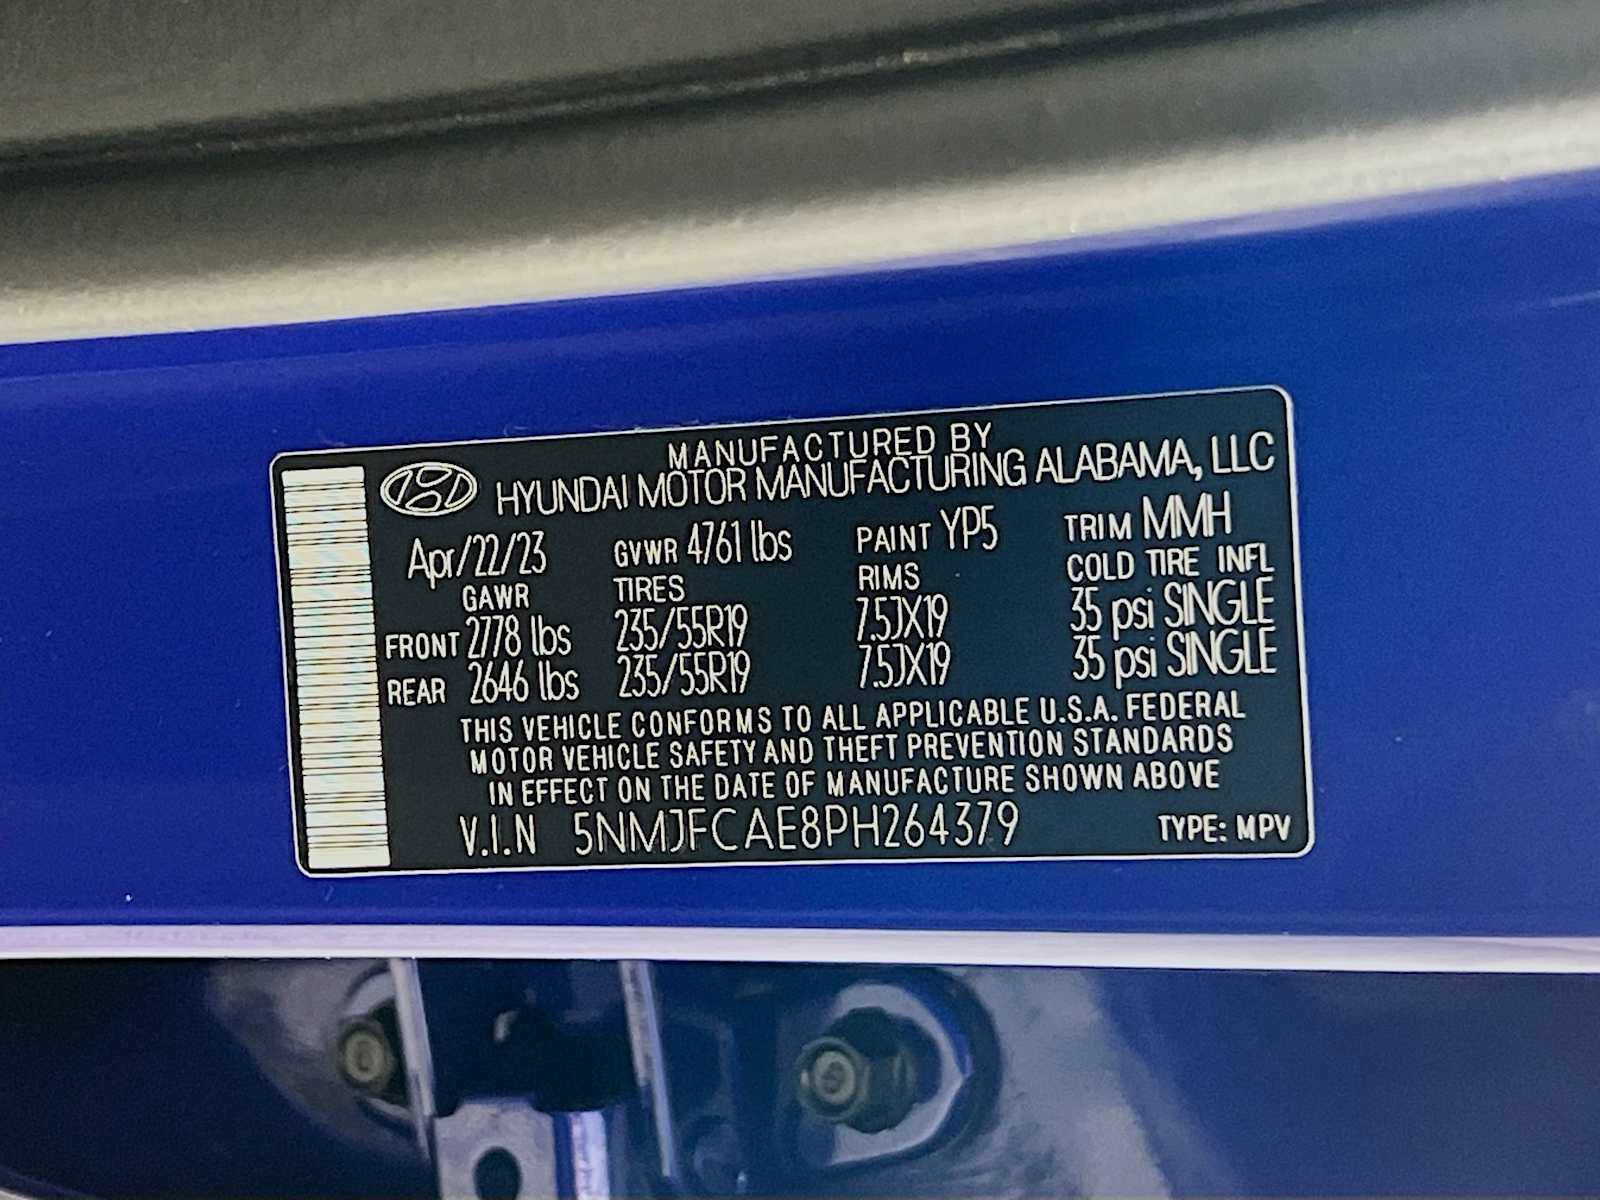 MANUFACTURED BY
HYUNDAI MOTOR MANUFACTURING ALABAMA, LLC
Apr/22/23 GVWR 4761 lbs PAINT YP5 TRIM MMH
GAWR TIRES RIMS COLD TIRE INFL
FRONT 2778 lbs 235/55R19 7.5JX19 35 psi SINGLE
REAR 2646 lbs 235/55R19 7.5JX19 35 psi SINGLE
THIS VEHICLE CONFORMS TO ALL APPLICABLE U.S.A. FEDERAL
MOTOR VEHICLE SAFETY AND THEFT PREVENTION STANDARDS
IN EFFECT ON THE DATE OF MANUFACTURE SHOWN ABOVE
V.I.N 5NMJFCAE8PH264379 TYPE: MPV